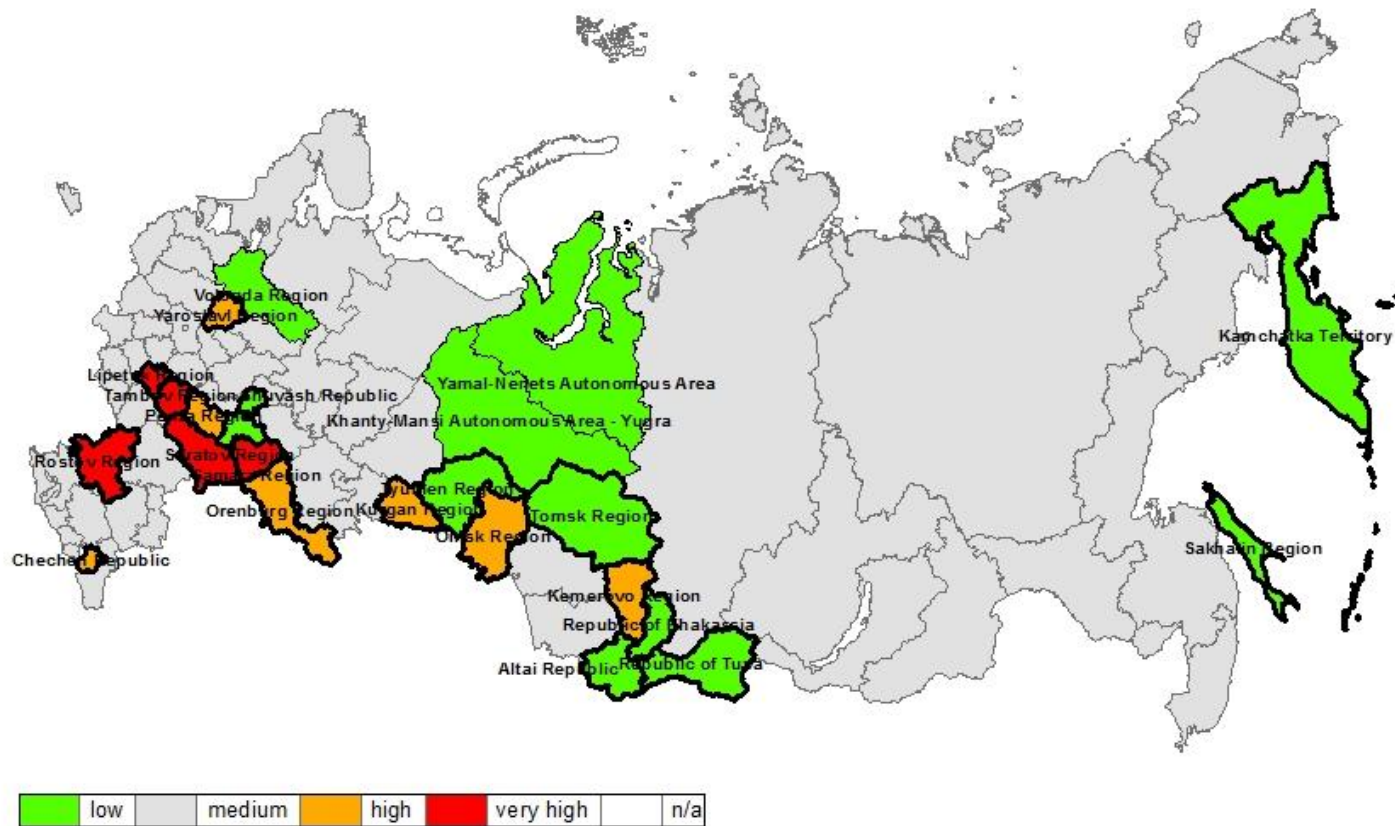 Vologda Region
Yaroslavl Region
Kamchatka Territory
Lipetsk Region
Yamal-Nenets Autonomous Area
Tambov Region
Chuvash Republic
Penza Region
Khanty-Mansi Autonomous Area - Yugra
Rostov Region
Saratov Region
Samara Region
Tyumen Region
Orenburg Region
Kurgan Region
Tomsk Region
Omsk Region
Sakhalin Region
Chechen Republic
Kemerovo Region
Republic of Khakassia
Altai Republic
Republic of Tuva
low medium high very high n/a